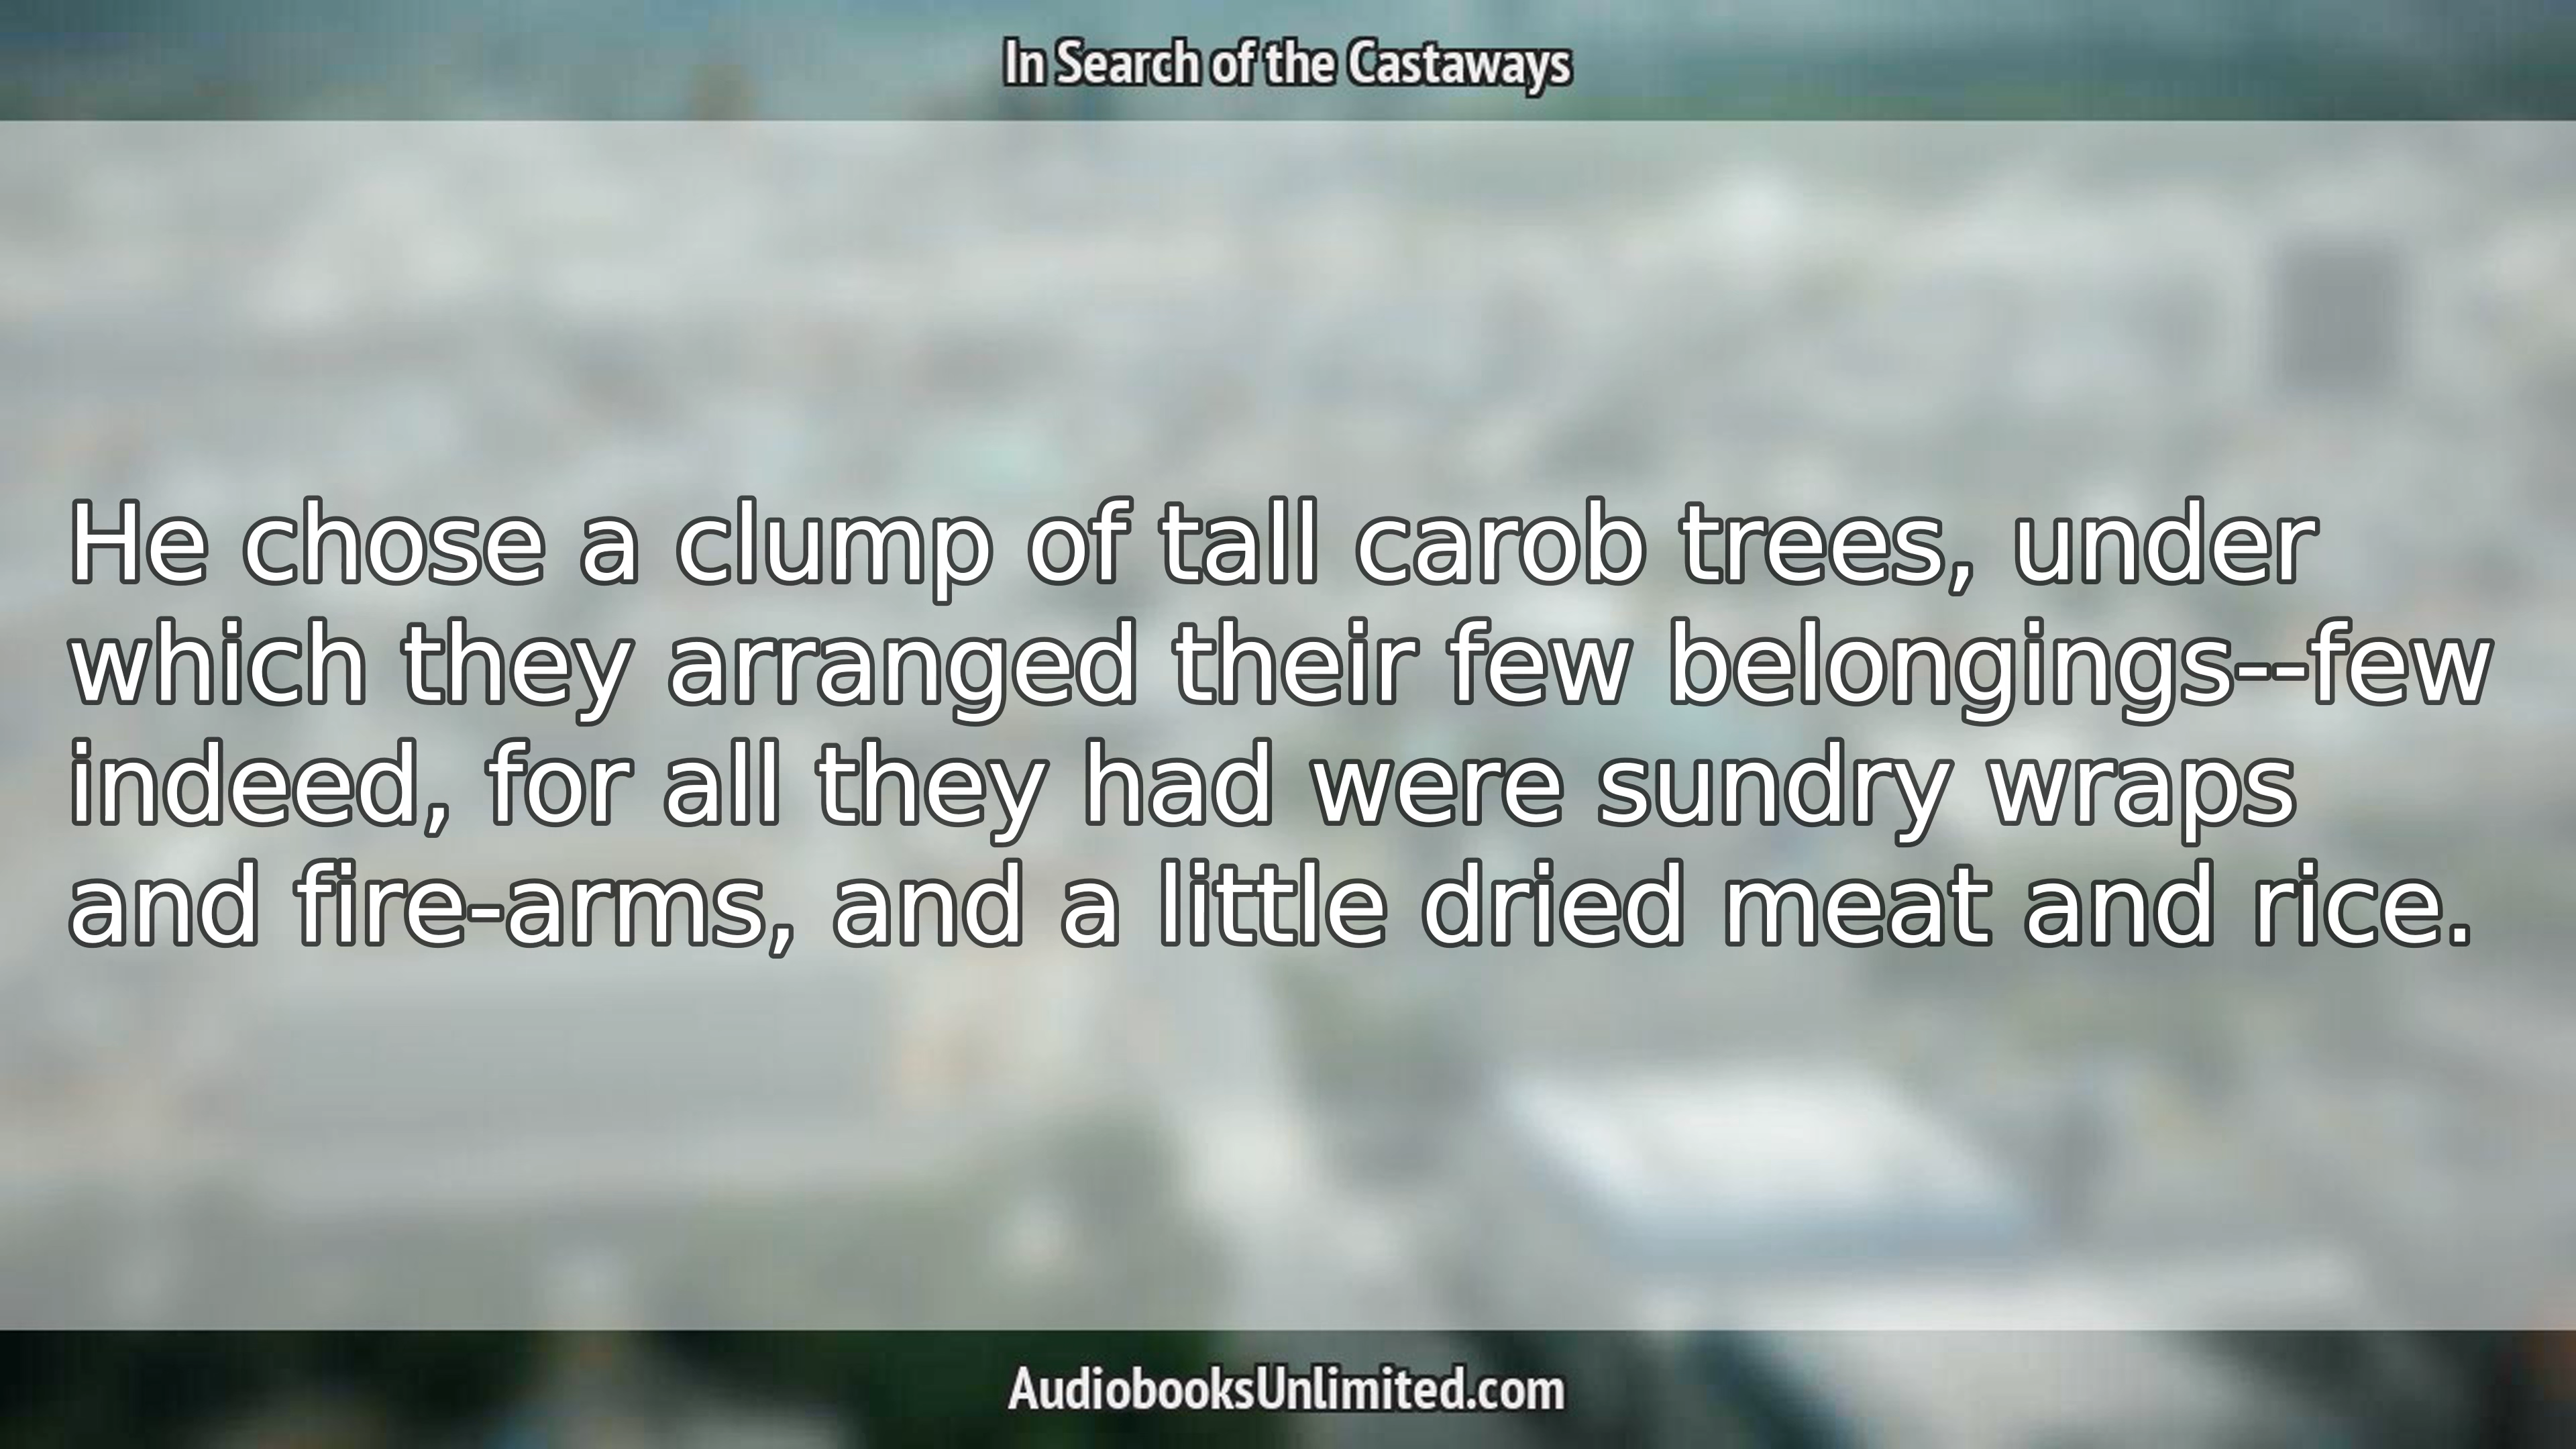 In Search of the Castaways
He chose a clump of tall carob trees, under
which they arranged their few belongings--few
indeed, for all they had were sundry wraps
and fire-arms, and a little dried meat and rice.
AudiobooksUnlimited.com